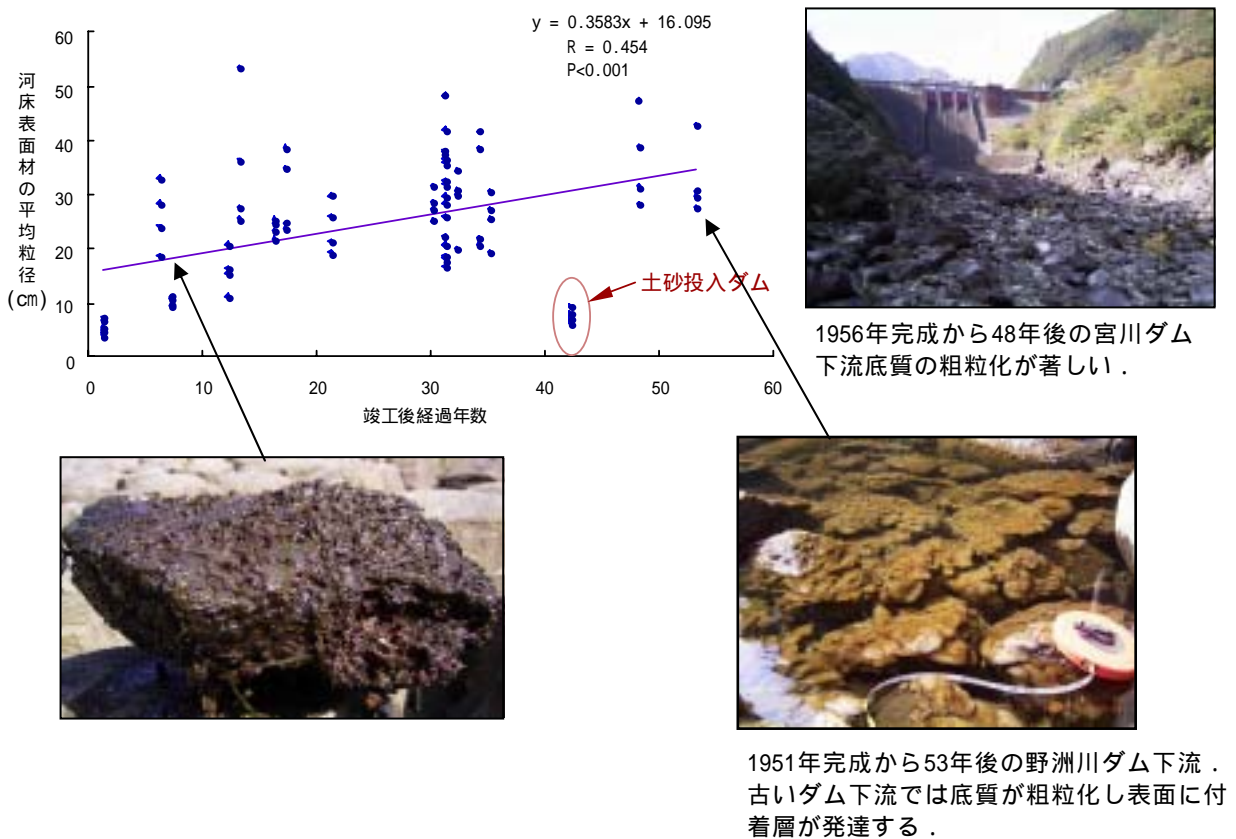 y = 0.3583x + 16.095
R = 0.454
P<0.001
河床表面材の平均粒径
(cm)
60
50
40
30
20
10
0
土砂投入ダム
0 10 20 30 40 50 60
竣工後経過年数
1956年完成から48年後の宮川ダム
下流底質の粗粒化が著しい．
1951年完成から53年後の野洲川ダム下流．
古いダム下流では底質が粗粒化し表面に付
着層が発達する．